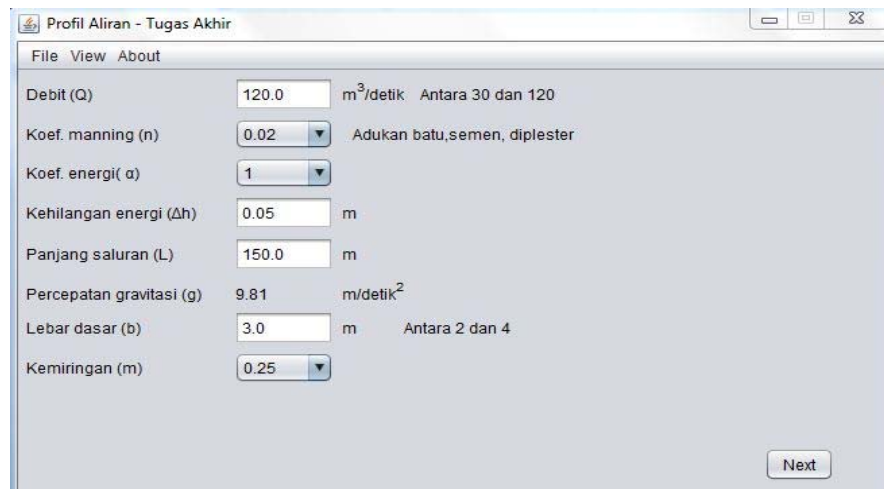 Profil Aliran - Tugas Akhir
File View About
Debit (Q) 120.0 m³/detik Antara 30 dan 120
Koef. manning (n) 0.02 Adukan batu,semen, diplester
Koef. energi( α) 1
Kehilangan energi (Δh) 0.05 m
Panjang saluran (L) 150.0 m
Percepatan gravitasi (g) 9.81 m/detik²
Lebar dasar (b) 3.0 m Antara 2 dan 4
Kemiringan (m) 0.25
Next